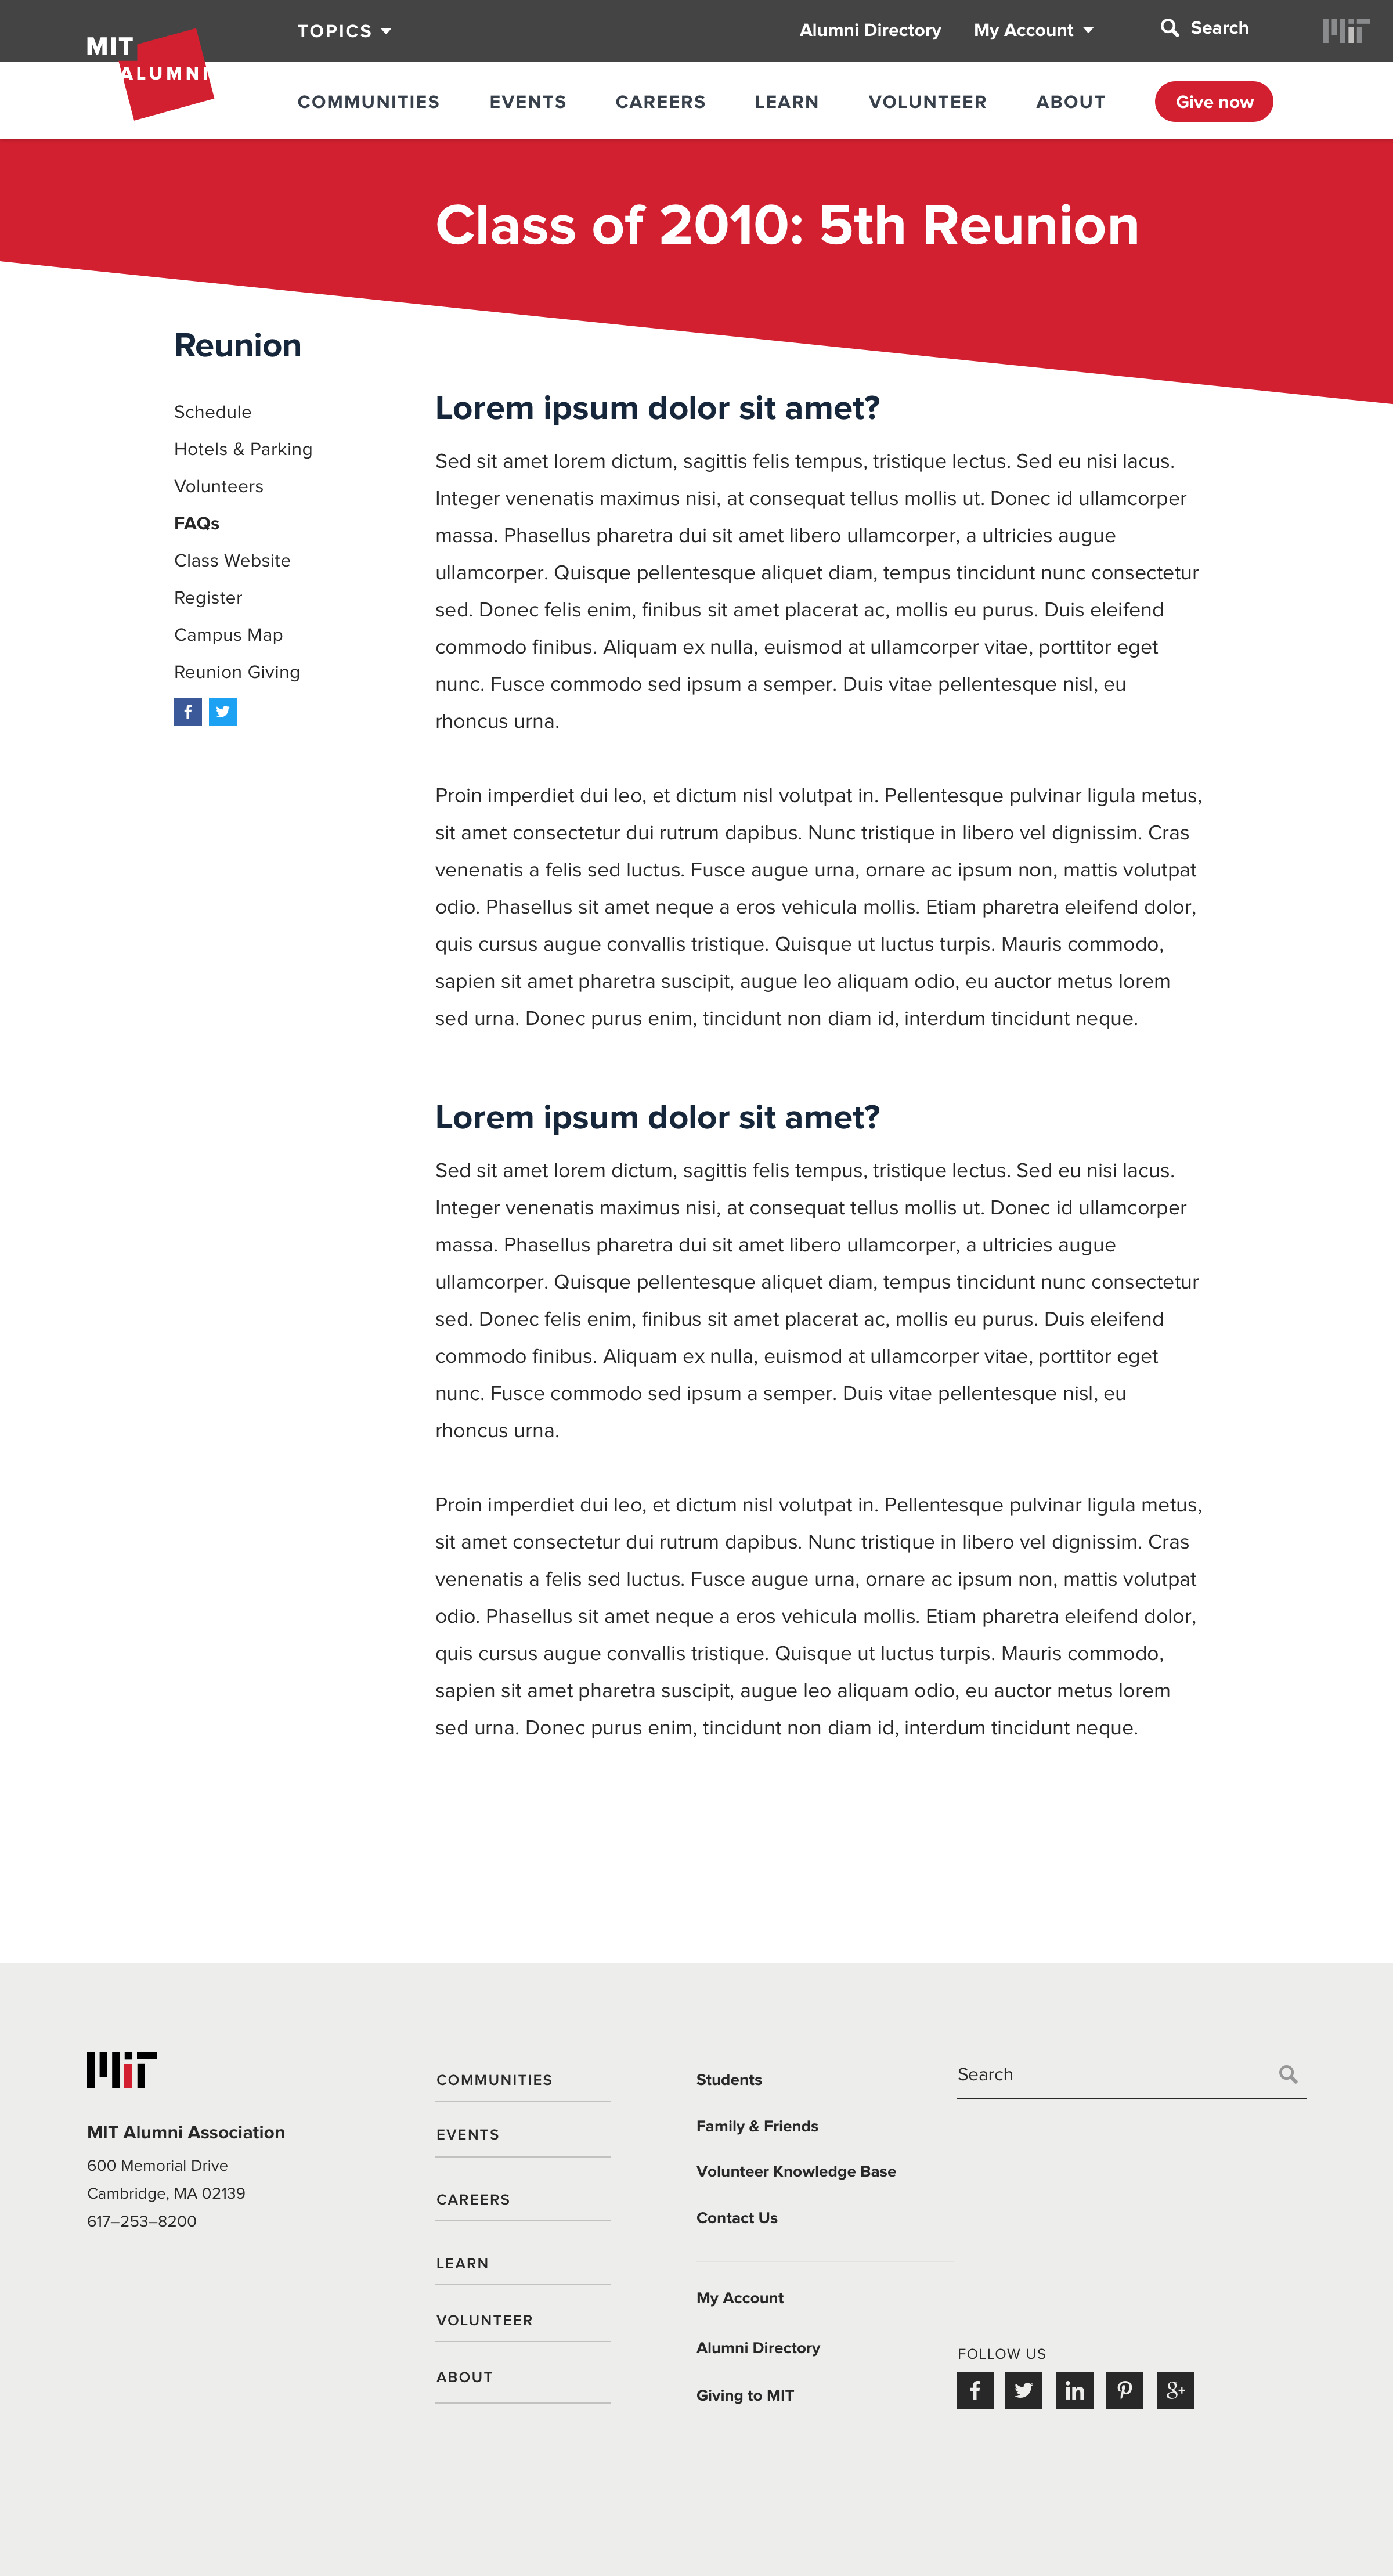 MIT
ALUMNI
TOPICS
Alumni Directory
My Account
Search
COMMUNITIES
EVENTS
CAREERS
LEARN
VOLUNTEER
ABOUT
Give now
Class of 2010: 5th Reunion
Reunion
Schedule
Hotels & Parking
Volunteers
FAQs
Class Website
Register
Campus Map
Reunion Giving
Lorem ipsum dolor sit amet?
Sed sit amet lorem dictum, sagittis felis tempus, tristique lectus. Sed eu nisi lacus.
Integer venenatis maximus nisi, at consequat tellus mollis ut. Donec id ullamcorper
massa. Phasellus pharetra dui sit amet libero ullamcorper, a ultricies augue
ullamcorper. Quisque pellentesque aliquet diam, tempus tincidunt nunc consectetur
sed. Donec felis enim, finibus sit amet placerat ac, mollis eu purus. Duis eleifend
commodo finibus. Aliquam ex nulla, euismod at ullamcorper vitae, porttitor eget
nunc. Fusce commodo sed ipsum a semper. Duis vitae pellentesque nisl, eu
rhoncus urna.
Proin imperdiet dui leo, et dictum nisl volutpat in. Pellentesque pulvinar ligula metus,
sit amet consectetur dui rutrum dapibus. Nunc tristique in libero vel dignissim. Cras
venenatis a felis sed luctus. Fusce augue urna, ornare ac ipsum non, mattis volutpat
odio. Phasellus sit amet neque a eros vehicula mollis. Etiam pharetra eleifend dolor,
quis cursus augue convallis tristique. Quisque ut luctus turpis. Mauris commodo,
sapien sit amet pharetra suscipit, augue leo aliquam odio, eu auctor metus lorem
sed urna. Donec purus enim, tincidunt non diam id, interdum tincidunt neque.
Lorem ipsum dolor sit amet?
Sed sit amet lorem dictum, sagittis felis tempus, tristique lectus. Sed eu nisi lacus.
Integer venenatis maximus nisi, at consequat tellus mollis ut. Donec id ullamcorper
massa. Phasellus pharetra dui sit amet libero ullamcorper, a ultricies augue
ullamcorper. Quisque pellentesque aliquet diam, tempus tincidunt nunc consectetur
sed. Donec felis enim, finibus sit amet placerat ac, mollis eu purus. Duis eleifend
commodo finibus. Aliquam ex nulla, euismod at ullamcorper vitae, porttitor eget
nunc. Fusce commodo sed ipsum a semper. Duis vitae pellentesque nisl, eu
rhoncus urna.
Proin imperdiet dui leo, et dictum nisl volutpat in. Pellentesque pulvinar ligula metus,
sit amet consectetur dui rutrum dapibus. Nunc tristique in libero vel dignissim. Cras
venenatis a felis sed luctus. Fusce augue urna, ornare ac ipsum non, mattis volutpat
odio. Phasellus sit amet neque a eros vehicula mollis. Etiam pharetra eleifend dolor,
quis cursus augue convallis tristique. Quisque ut luctus turpis. Mauris commodo,
sapien sit amet pharetra suscipit, augue leo aliquam odio, eu auctor metus lorem
sed urna. Donec purus enim, tincidunt non diam id, interdum tincidunt neque.
MIT Alumni Association
600 Memorial Drive
Cambridge, MA 02139
617–253–8200
COMMUNITIES
EVENTS
CAREERS
LEARN
VOLUNTEER
ABOUT
Students
Family & Friends
Volunteer Knowledge Base
Contact Us
My Account
Alumni Directory
Giving to MIT
Search
FOLLOW US